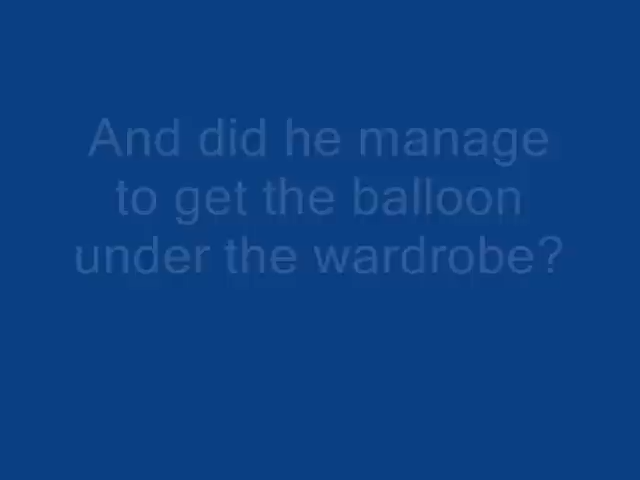 And did he manage
to get the balloon
under the wardrobe?